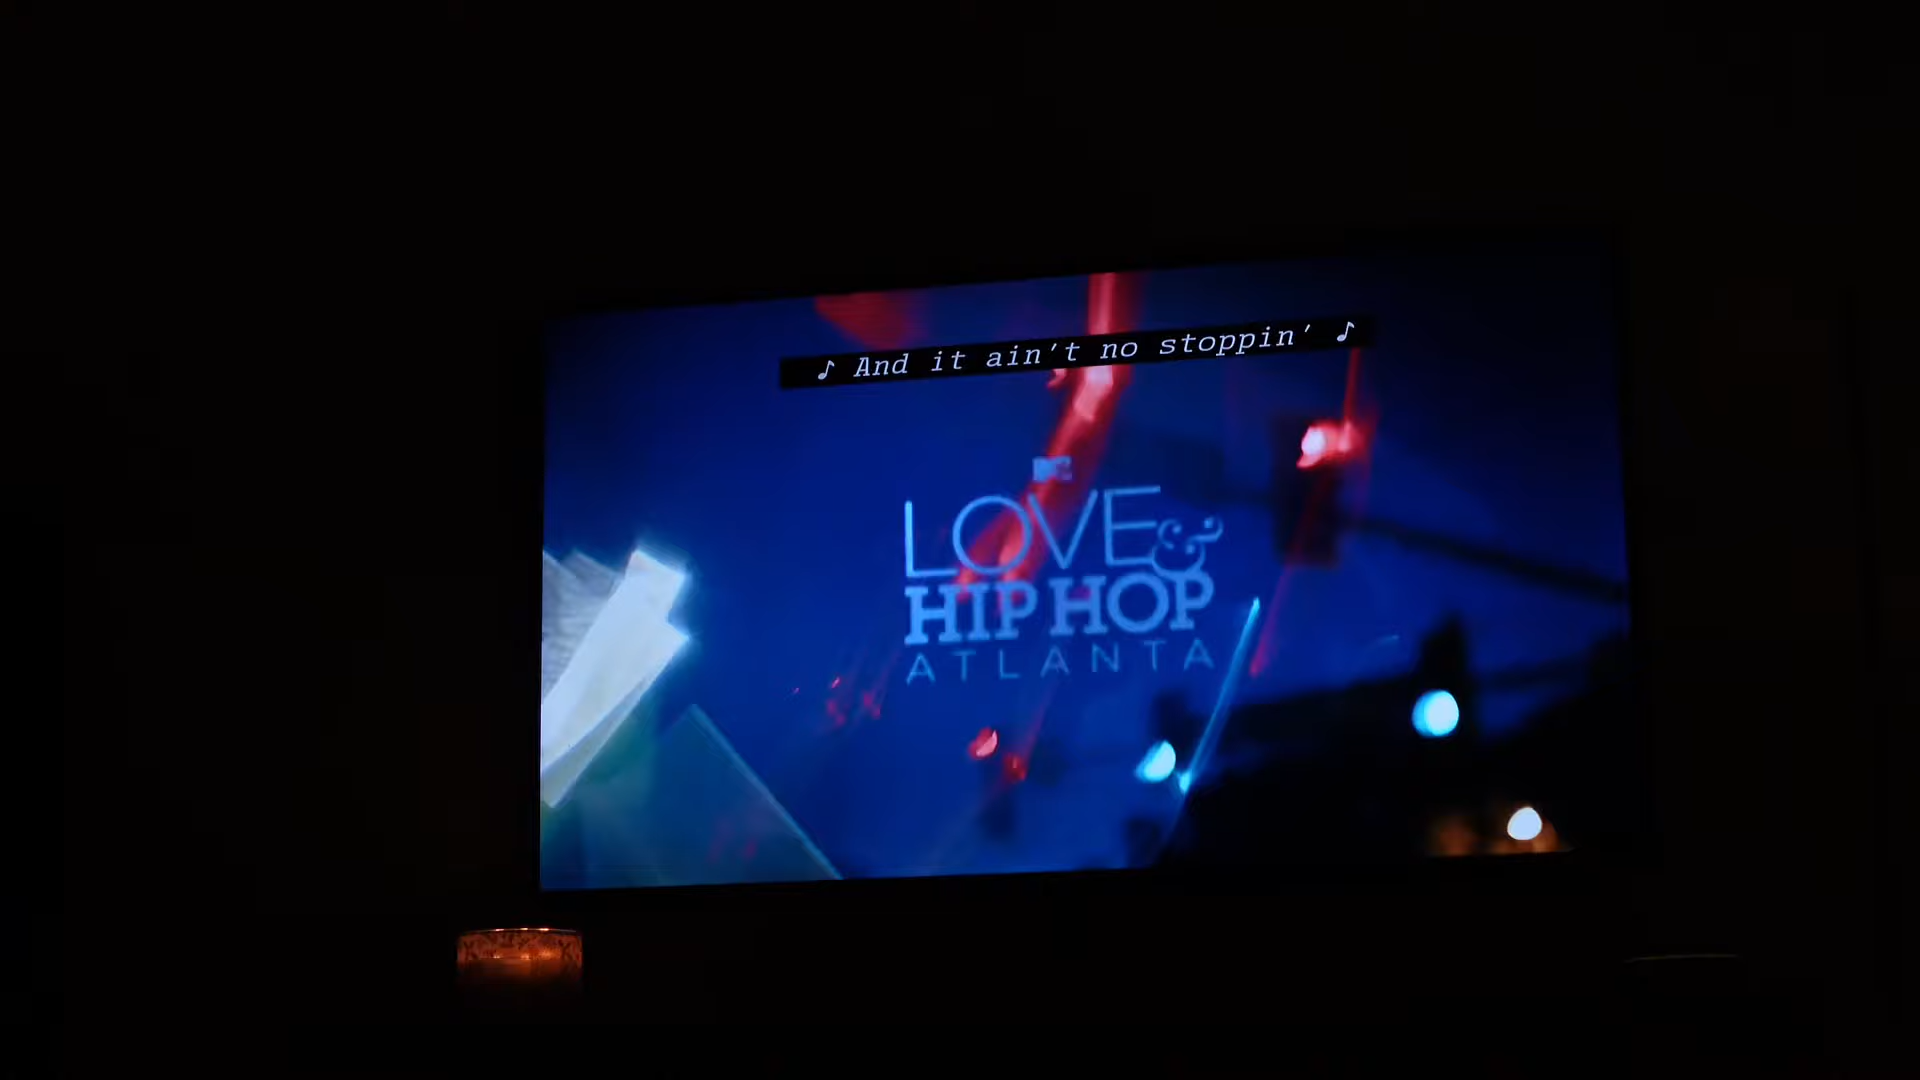 ♪ And it ain't no stoppin' ♪
LOVE &
HIP HOP
ATLANTA